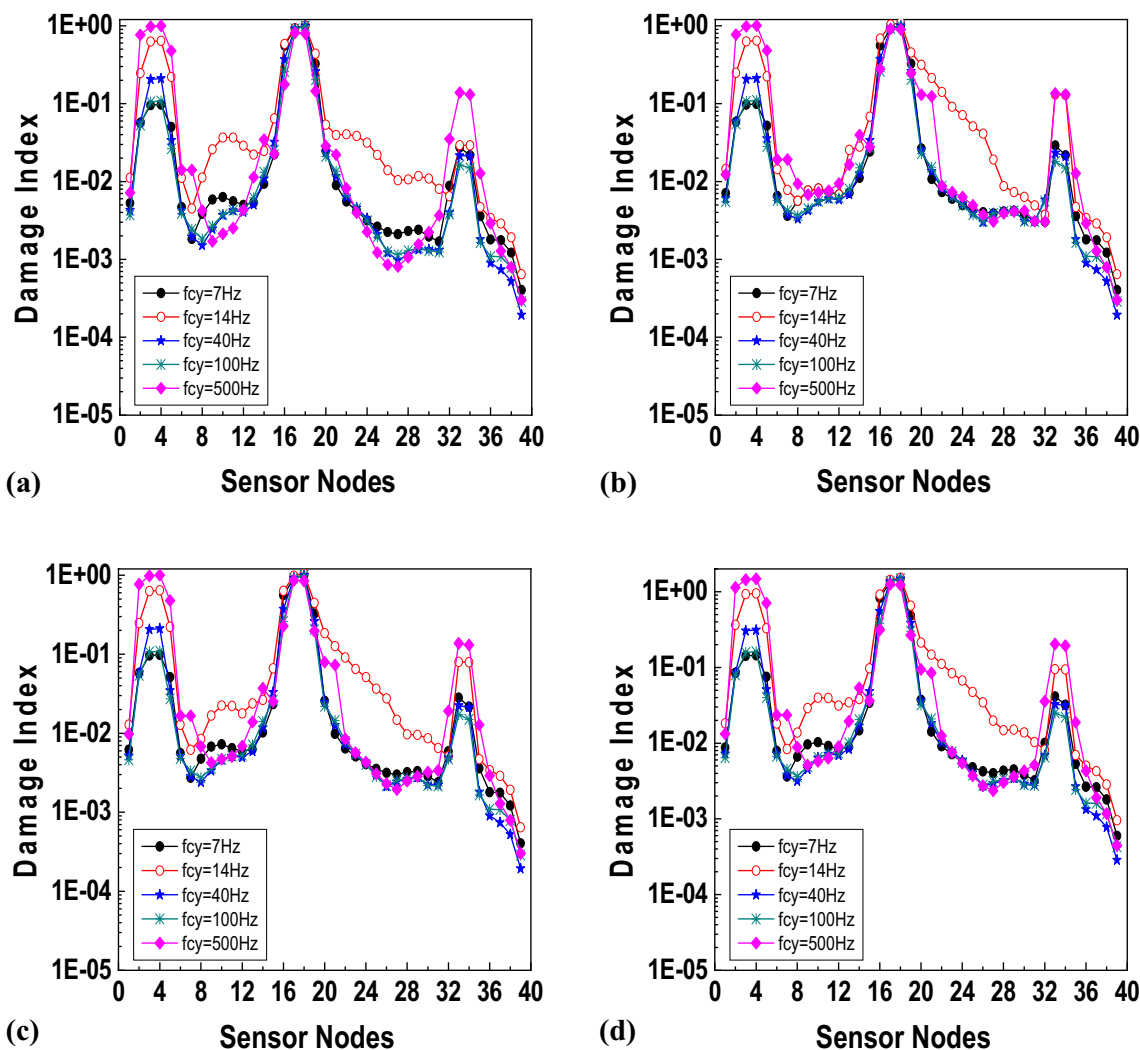 1E+00
1E-01
1E-02
1E-03
1E-04
1E-05
Damage Index
fcy=7Hz
fcy=14Hz
fcy=40Hz
fcy=100Hz
fcy=500Hz
0 4 8 12 16 20 24 28 32 36 40
Sensor Nodes
(a)
1E+00
1E-01
1E-02
1E-03
1E-04
1E-05
Damage Index
fcy=7Hz
fcy=14Hz
fcy=40Hz
fcy=100Hz
fcy=500Hz
0 4 8 12 16 20 24 28 32 36 40
Sensor Nodes
(b)
1E+00
1E-01
1E-02
1E-03
1E-04
1E-05
Damage Index
fcy=7Hz
fcy=14Hz
fcy=40Hz
fcy=100Hz
fcy=500Hz
0 4 8 12 16 20 24 28 32 36 40
Sensor Nodes
(c)
1E+00
1E-01
1E-02
1E-03
1E-04
1E-05
Damage Index
fcy=7Hz
fcy=14Hz
fcy=40Hz
fcy=100Hz
fcy=500Hz
0 4 8 12 16 20 24 28 32 36 40
Sensor Nodes
(d)